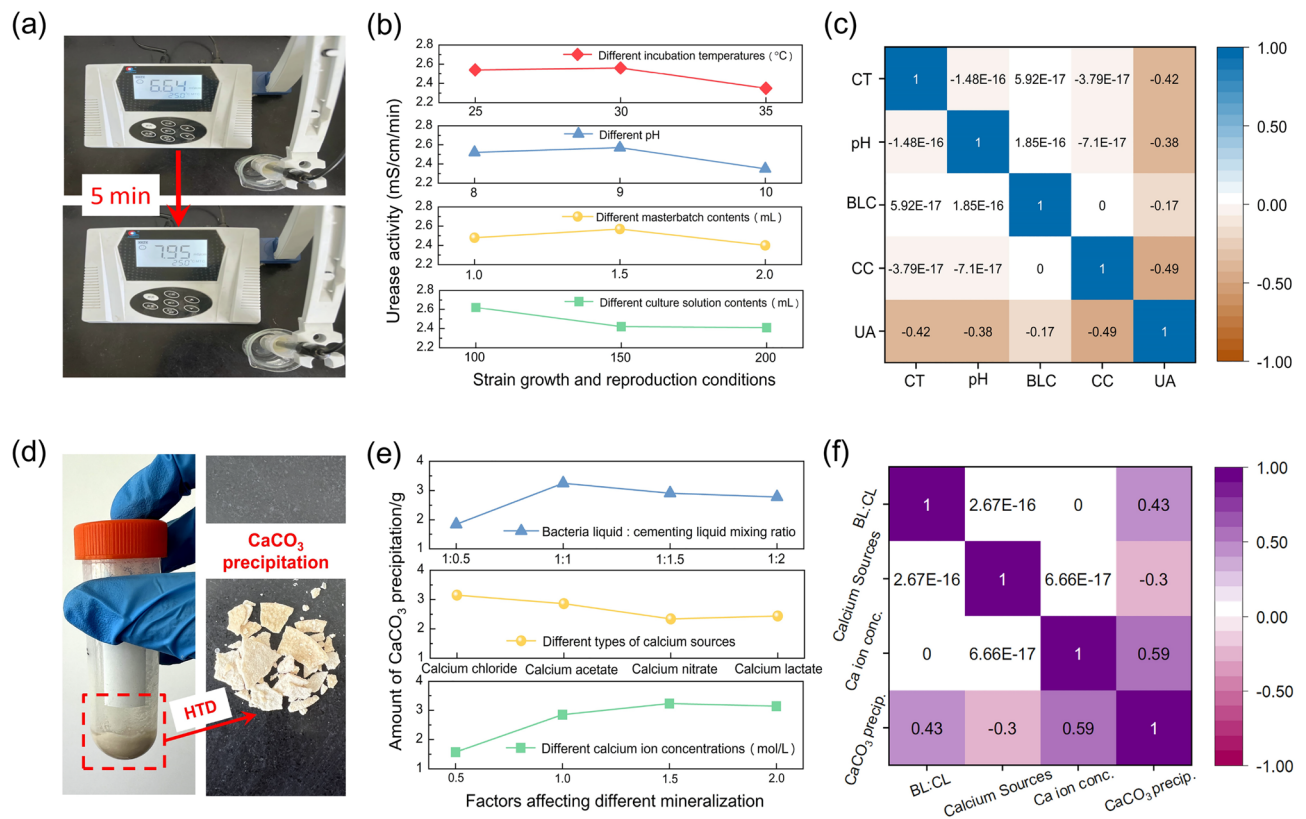 (a)
6.64
25.0
5 min
7.95
25.0
(b)
Urease activity (mS/cm/min)
2.8
2.6
2.4
2.2
Different incubation temperatures (°C)
25 30 35
2.8
2.6
2.4
2.2
Different pH
8 9 10
2.8
2.6
2.4
2.2
Different masterbatch contents (mL)
1.0 1.5 2.0
2.8
2.6
2.4
2.2
Different culture solution contents (mL)
100 150 200
Strain growth and reproduction conditions
(c)
CT 1 -1.48E-16 5.92E-17 -3.79E-17 -0.42
pH -1.48E-16 1 1.85E-16 -7.1E-17 -0.38
BLC 5.92E-17 1.85E-16 1 0 -0.17
CC -3.79E-17 -7.1E-17 0 1 -0.49
UA -0.42 -0.38 -0.17 -0.49 1
CT pH BLC CC UA
1.00
0.50
0.00
-0.50
-1.00
(d)
CaCO3
precipitation
HTD
(e)
Amount of CaCO3 precipitation/g
4
3
2
1
Bacteria liquid : cementing liquid mixing ratio
1:0.5 1:1 1:1.5 1:2
4
3
2
1
Different types of calcium sources
Calcium chloride Calcium acetate Calcium nitrate Calcium lactate
4
3
2
1
Different calcium ion concentrations (mol/L)
0.5 1.0 1.5 2.0
Factors affecting different mineralization
(f)
BL:CL 1 2.67E-16 0 0.43
Calcium Sources 2.67E-16 1 6.66E-17 -0.3
Ca ion conc. 0 6.66E-17 1 0.59
CaCO3 precip. 0.43 -0.3 0.59 1
BL:CL Calcium Sources Ca ion conc. CaCO3 precip.
1.00
0.50
0.00
-0.50
-1.00